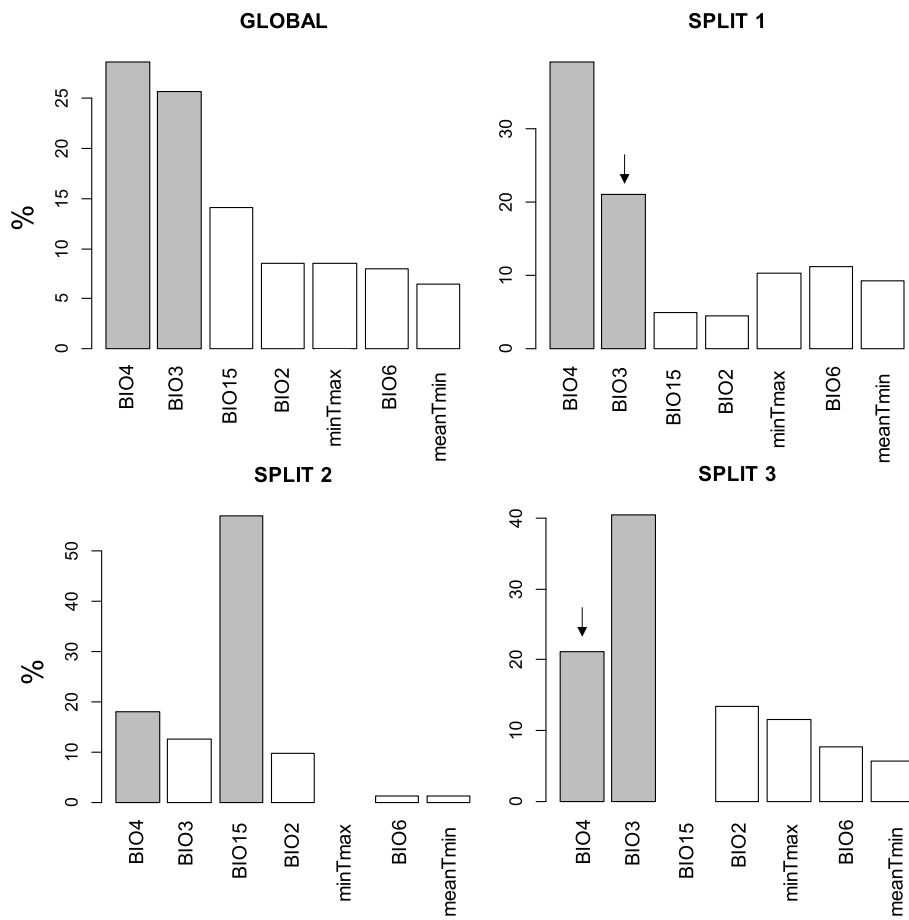 GLOBAL
%
25
20
15
10
5
0
BIO4
BIO3
BIO15
BIO2
minTmax
BIO6
meanTmin
SPLIT 1
30
20
10
0
BIO4
BIO3
BIO15
BIO2
minTmax
BIO6
meanTmin
SPLIT 2
%
50
40
30
20
10
0
BIO4
BIO3
BIO15
BIO2
minTmax
BIO6
meanTmin
SPLIT 3
40
30
20
10
0
BIO4
BIO3
BIO15
BIO2
minTmax
BIO6
meanTmin